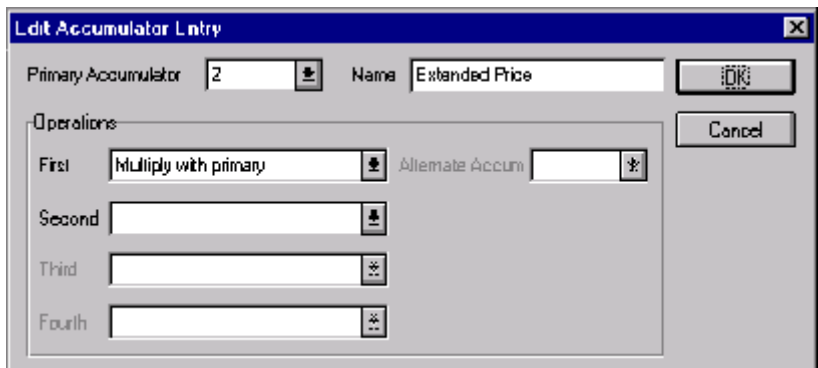 Edit Accumulator Entry
Primary Accumulator 2 Name Extended Price OK
Operations Cancel
First Multiply with primary Alternate Accum
Second
Third
Fourth